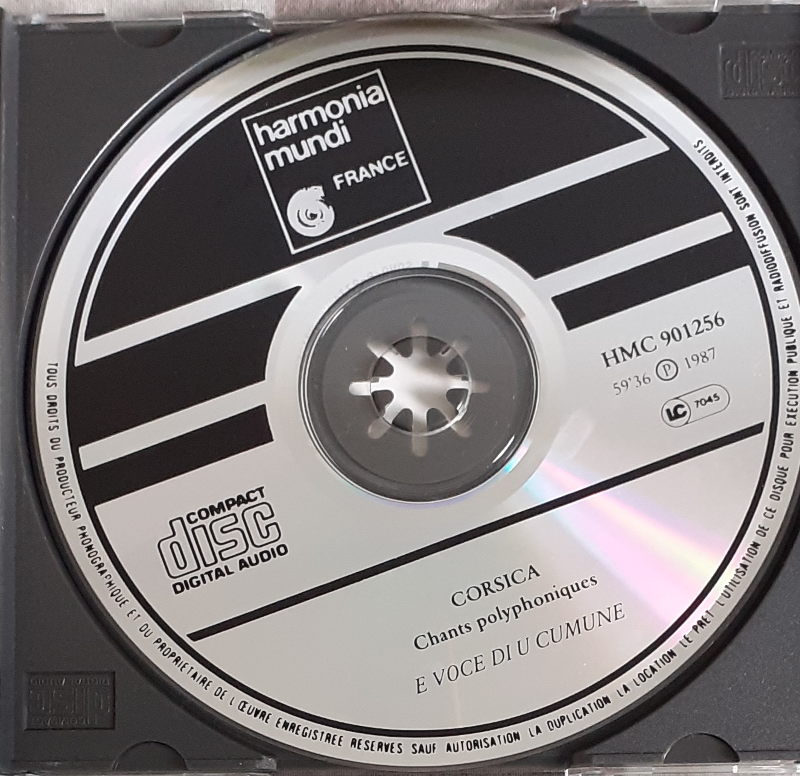 harmonia
mundi
FRANCE
HMC 901256
59'36 Ⓟ 1987
LC 7045
COMPACT
disc
DIGITAL AUDIO
CORSICA
Chants polyphoniques
E VOCE DI U CUMUNE
TOUS DROITS DU PRODUCTEUR PHONOGRAPHIQUE ET DU PROPRIETAIRE DE L'ŒUVRE ENREGISTREE RESERVES SAUF AUTORISATION LA DUPLICATION LA LOCATION LE PRET L'UTILISATION DE CE DISQUE POUR EXECUTION PUBLIQUE ET RADIODIFFUSION SONT INTERDITS
disc
disc